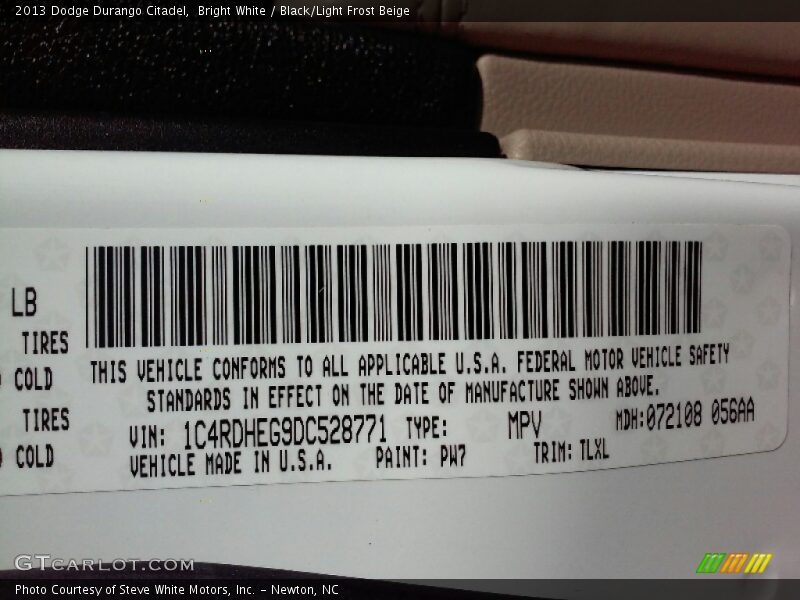 2013 Dodge Durango Citadel,  Bright White / Black/Light Frost Beige
LB
TIRES
COLD
TIRES
COLD
THIS VEHICLE CONFORMS TO ALL APPLICABLE U.S.A. FEDERAL MOTOR VEHICLE SAFETY
STANDARDS IN EFFECT ON THE DATE OF MANUFACTURE SHOWN ABOVE.
VIN: 1C4RDHEG9DC528771 TYPE: MPV MDH:072108 056AA
VEHICLE MADE IN U.S.A. PAINT: PW7 TRIM: TLXL
GTCARLOT.COM
Photo Courtesy of Steve White Motors, Inc. – Newton, NC